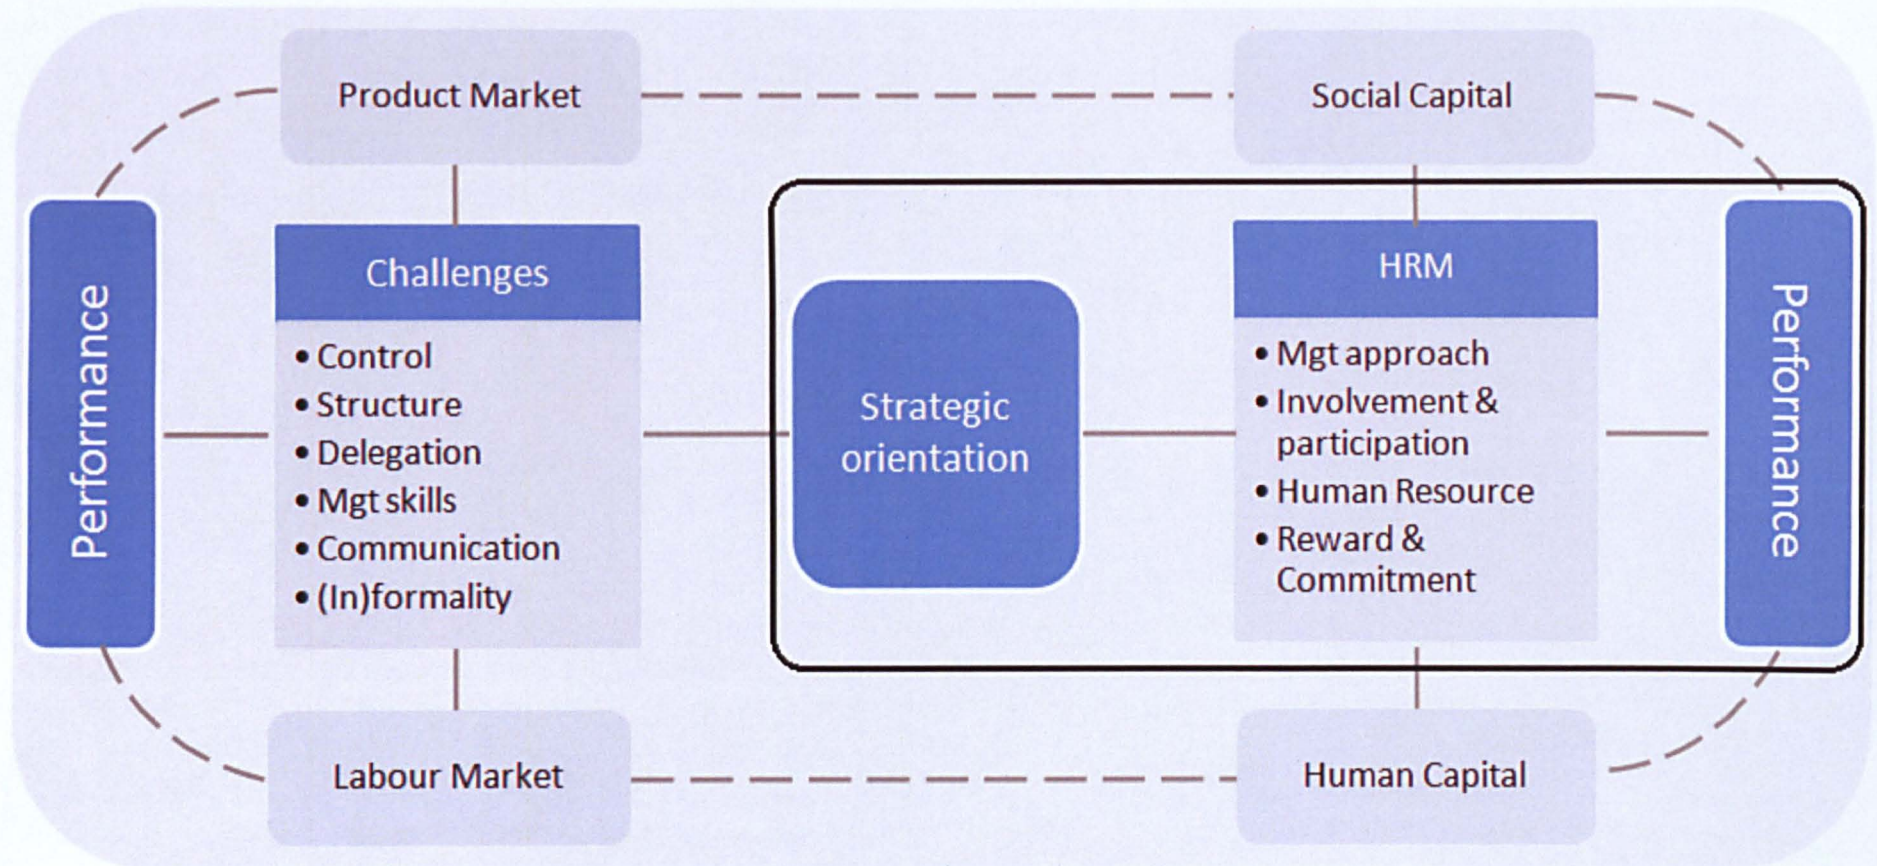 Product Market
Social Capital
Performance
Challenges
• Control
• Structure
• Delegation
• Mgt skills
• Communication
• (In)formality
Strategic
orientation
HRM
• Mgt approach
• Involvement &
participation
• Human Resource
• Reward &
Commitment
Performance
Labour Market
Human Capital